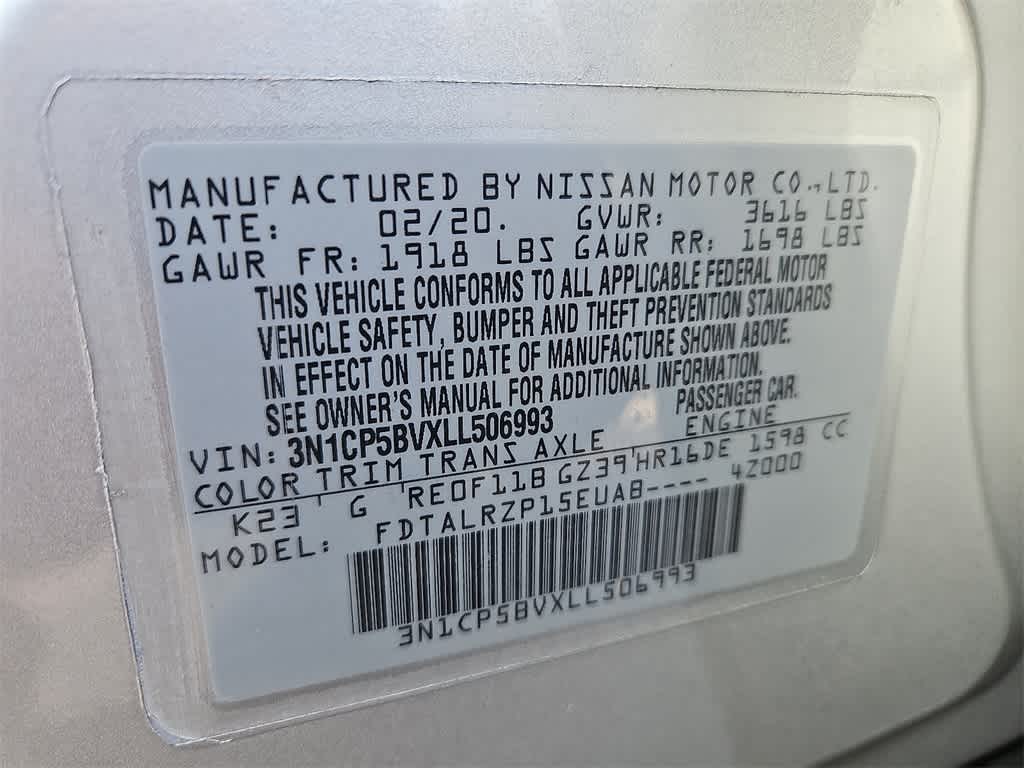 MANUFACTURED BY NISSAN MOTOR CO.,LTD.
DATE: 02/20. GVWR: 3616 LBS
GAWR FR: 1918 LBS GAWR RR: 1698 LBS
THIS VEHICLE CONFORMS TO ALL APPLICABLE FEDERAL MOTOR
VEHICLE SAFETY, BUMPER AND THEFT PREVENTION STANDARDS
IN EFFECT ON THE DATE OF MANUFACTURE SHOWN ABOVE.
SEE OWNER'S MANUAL FOR ADDITIONAL INFORMATION.
VIN: 3N1CP5BVXLL506993 PASSENGER CAR.
COLOR TRIM TRANS AXLE ENGINE
K23 G RE0F11B GZ39 HR16DE 1598 CC
MODEL: FDTALRZP15EUAB---- 4Z000
3N1CP5BVXLL506993